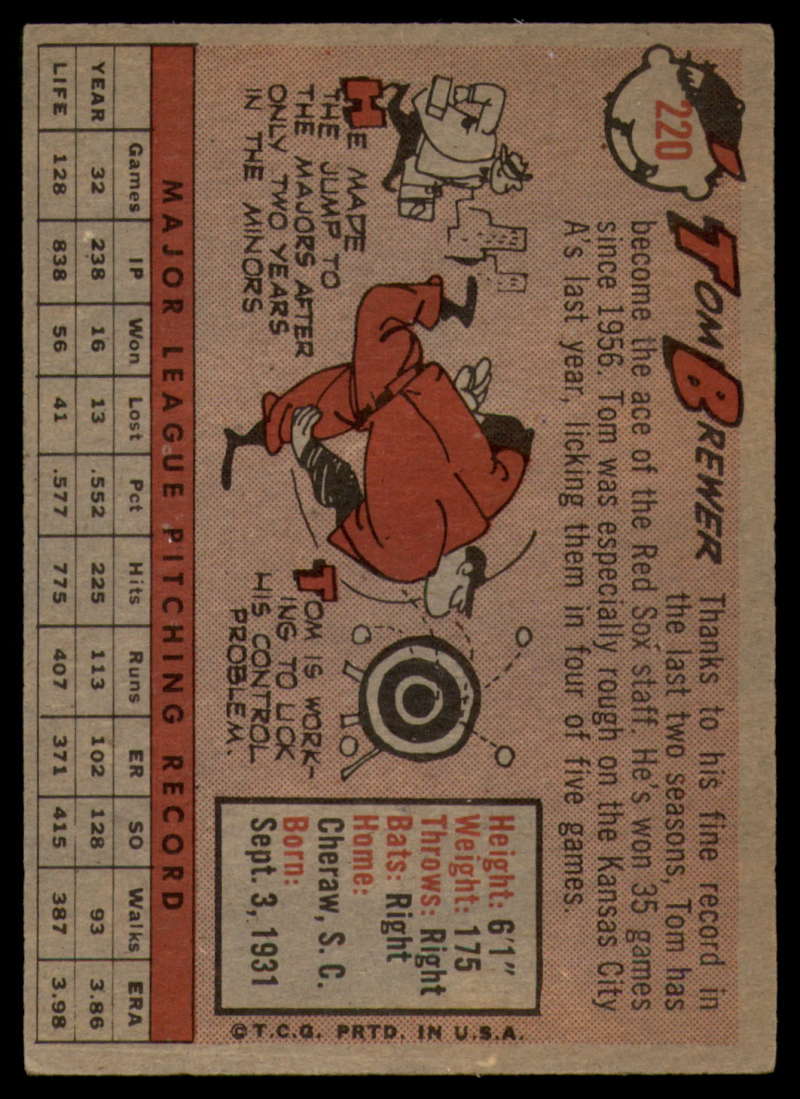 220
TOM BREWER
Thanks to his fine record in
the last two seasons, Tom has
become the ace of the Red Sox staff. He's won 35 games
since 1956. Tom was especially rough on the Kansas City
A's last year, licking them in four of five games.
HE MADE
THE JUMP TO
THE MAJORS AFTER
ONLY TWO YEARS
IN THE MINORS
TOM IS WORK-
ING TO LICK
HIS CONTROL
PROBLEM.
Height: 6'1"
Weight: 175
Throws: Right
Bats: Right
Home:
Cheraw, S. C.
Born:
Sept. 3, 1931
©T.C.G. PRTD. IN U.S.A.
MAJOR LEAGUE PITCHING RECORD
Games IP Won Lost Pct Hits Runs ER SO Walks ERA
YEAR 32 238 16 13 .552 225 113 102 128 93 3.86
LIFE 128 838 56 41 .577 775 407 371 415 387 3.98